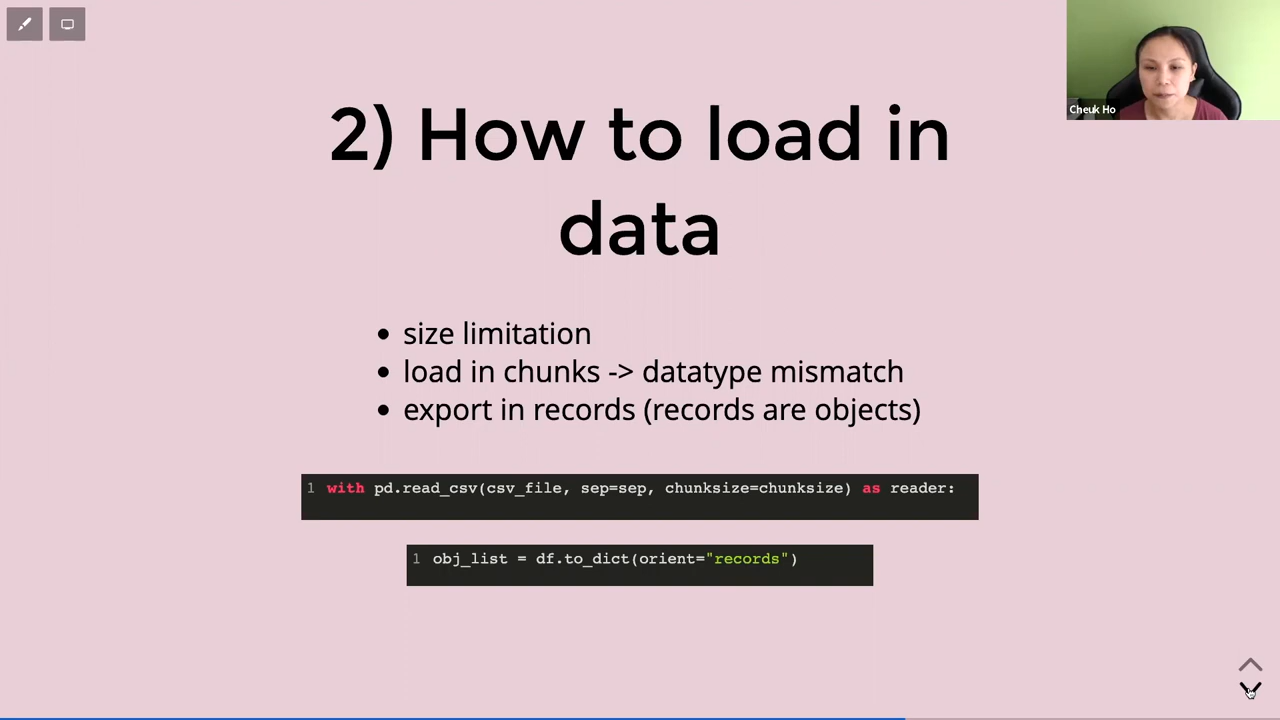 Cheuk Ho
2) How to load in
data
• size limitation
• load in chunks -> datatype mismatch
• export in records (records are objects)
1 with pd.read_csv(csv_file, sep=sep, chunksize=chunksize) as reader:
1 obj_list = df.to_dict(orient="records")